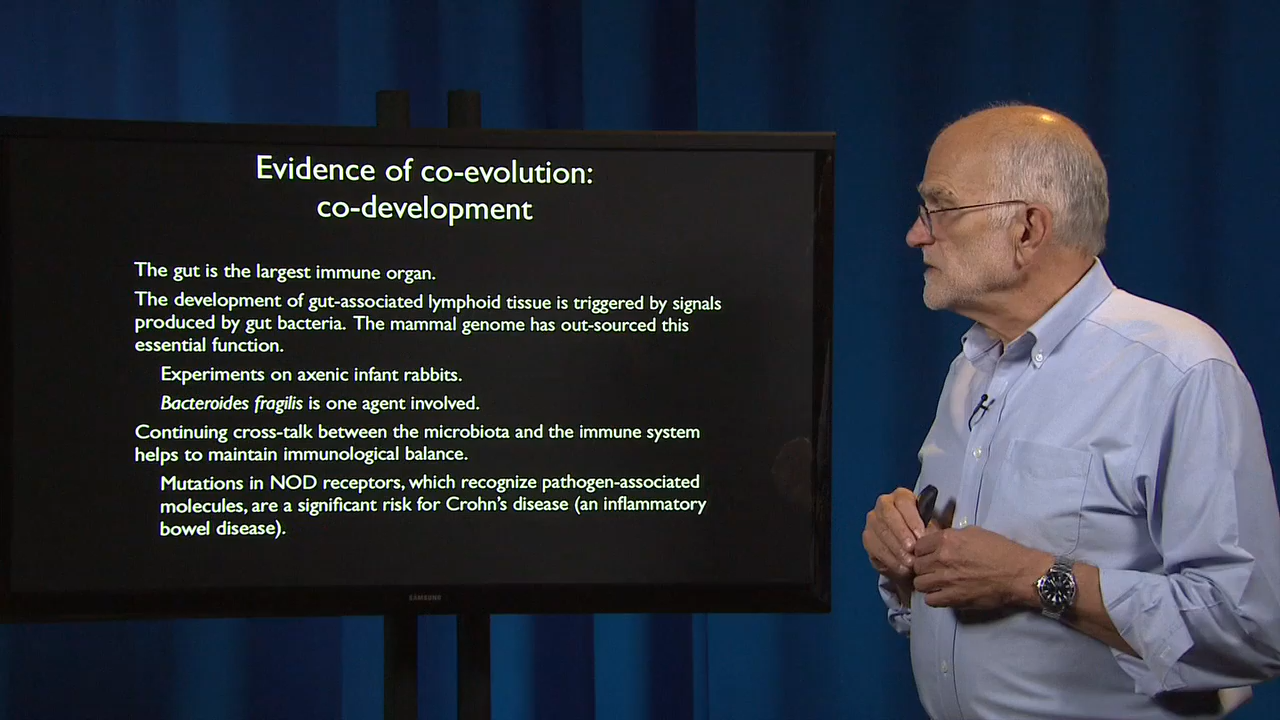 Evidence of co-evolution:
co-development
The gut is the largest immune organ.
The development of gut-associated lymphoid tissue is triggered by signals
produced by gut bacteria. The mammal genome has out-sourced this
essential function.
Experiments on axenic infant rabbits.
Bacteroides fragilis is one agent involved.
Continuing cross-talk between the microbiota and the immune system
helps to maintain immunological balance.
Mutations in NOD receptors, which recognize pathogen-associated
molecules, are a significant risk for Crohn's disease (an inflammatory
bowel disease).
SAMSUNG